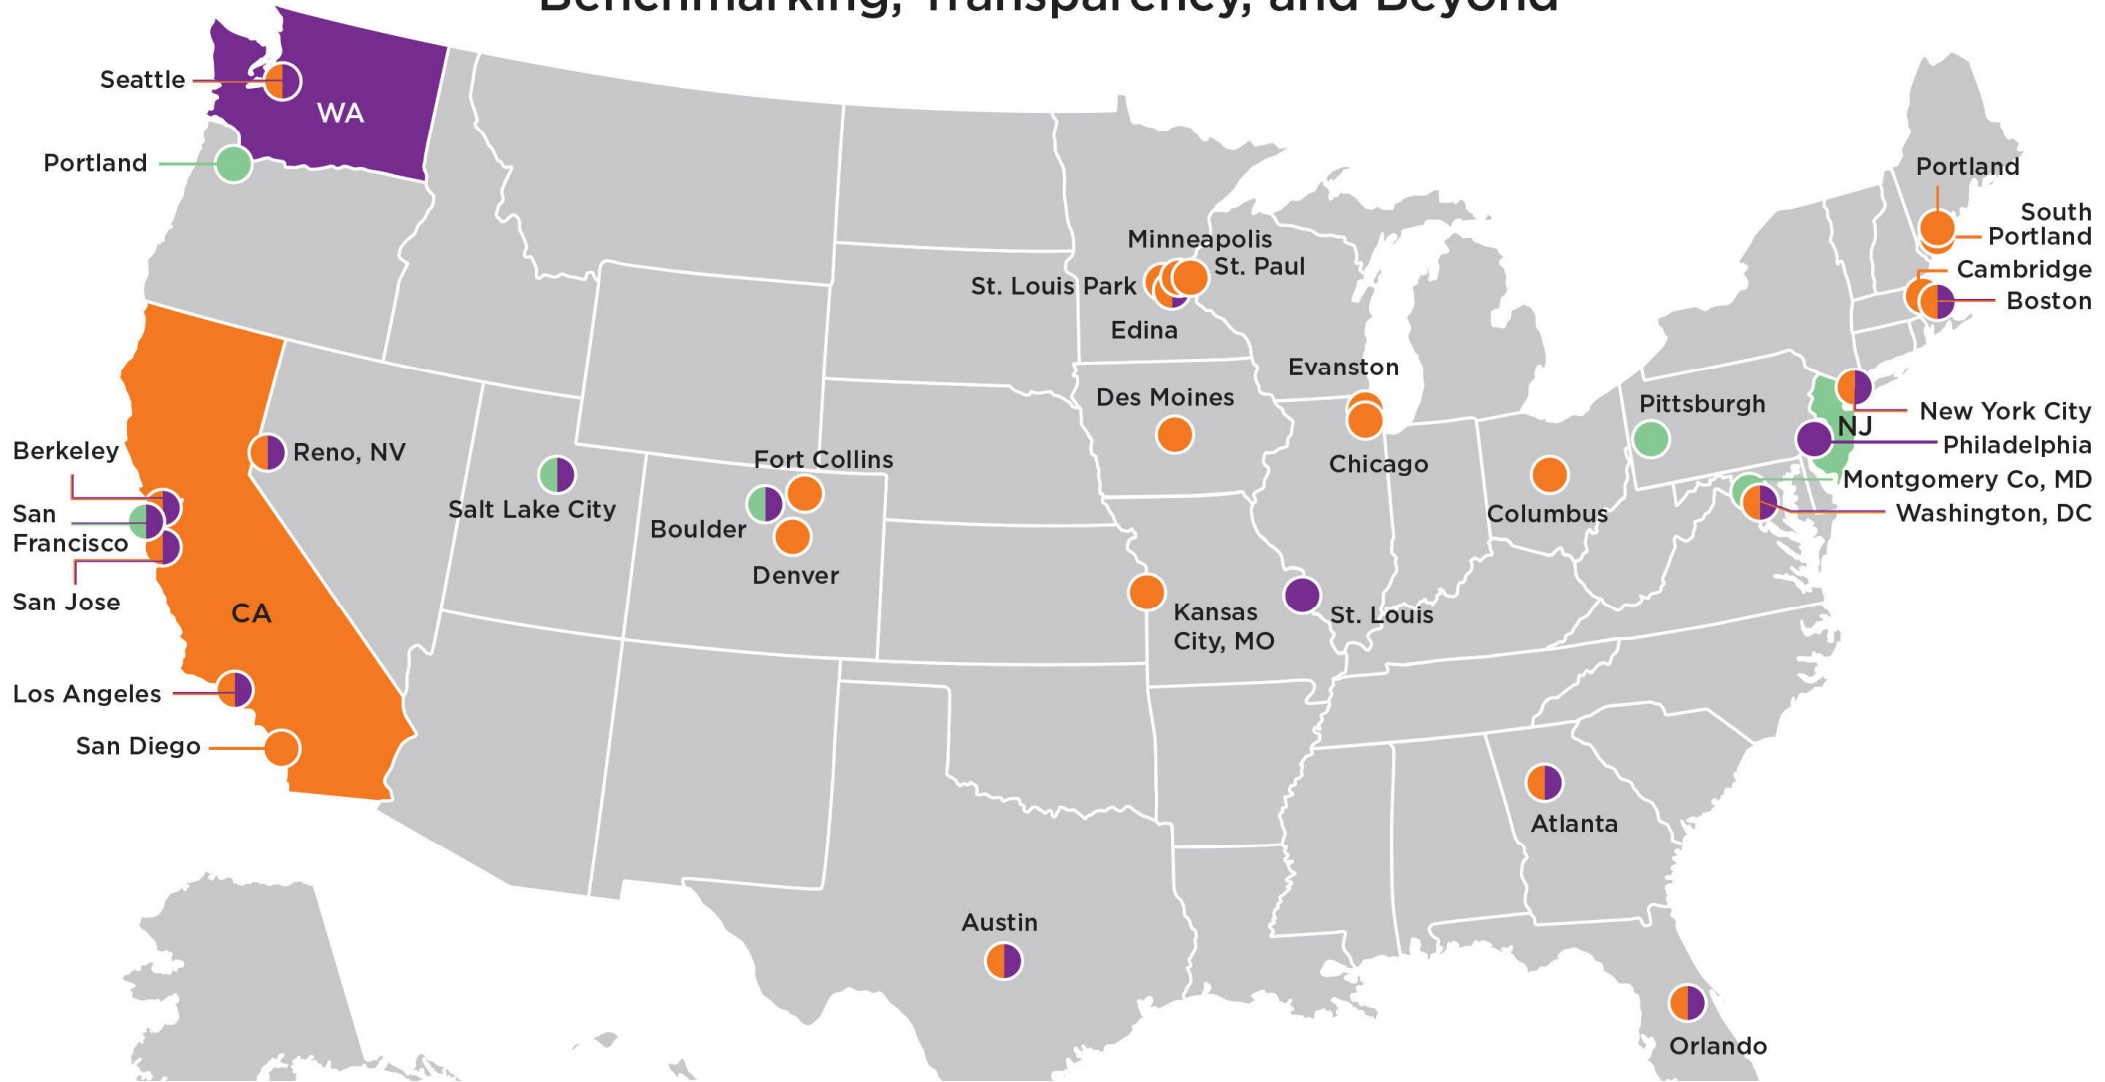 Benchmarking, Transparency, and Beyond
Seattle
WA
Portland
Portland
South
Portland
Minneapolis
St. Paul
St. Louis Park
Edina
Cambridge
Boston
Evanston
Des Moines
Pittsburgh
New York City
NJ
Philadelphia
Berkeley
Reno, NV
Fort Collins
Chicago
Montgomery Co, MD
San
Francisco
Salt Lake City
Boulder
Columbus
Washington, DC
Denver
San Jose
CA
Kansas
City, MO
St. Louis
Los Angeles
San Diego
Atlanta
Austin
Orlando